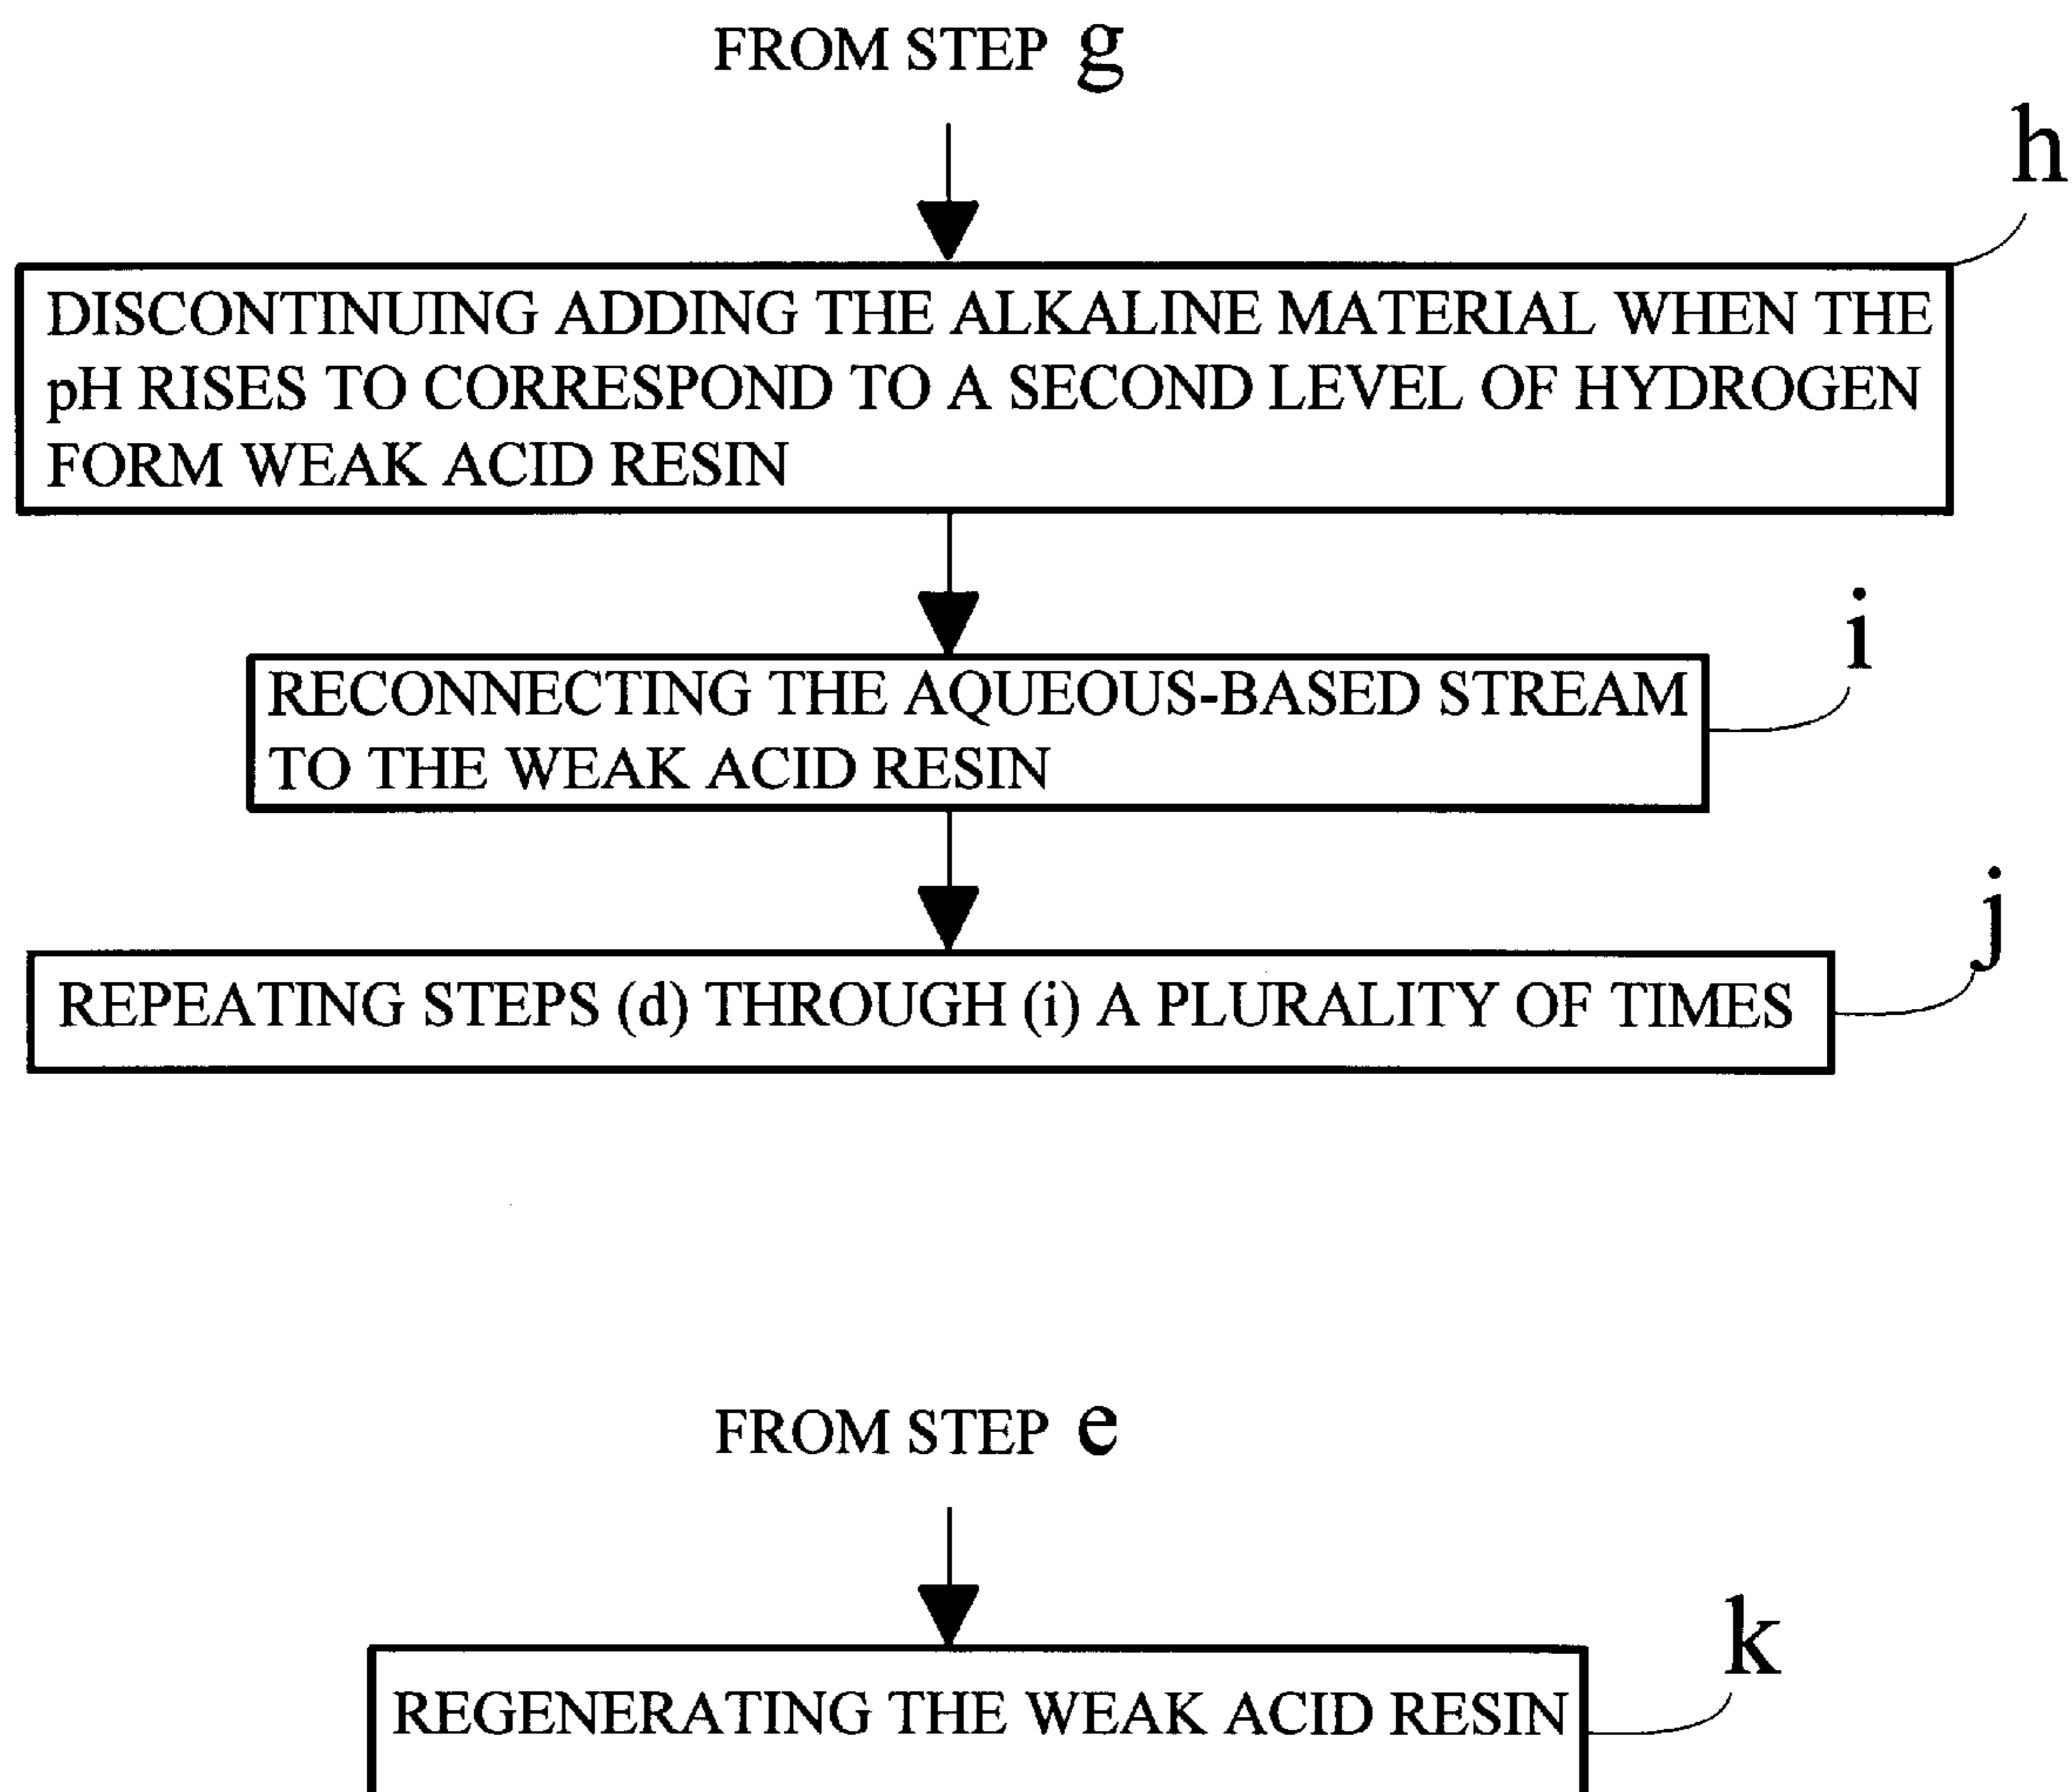 FROM STEP g
h
DISCONTINUING ADDING THE ALKALINE MATERIAL WHEN THE
pH RISES TO CORRESPOND TO A SECOND LEVEL OF HYDROGEN
FORM WEAK ACID RESIN
i
RECONNECTING THE AQUEOUS-BASED STREAM
TO THE WEAK ACID RESIN
j
REPEATING STEPS (d) THROUGH (i) A PLURALITY OF TIMES
FROM STEP e
k
REGENERATING THE WEAK ACID RESIN